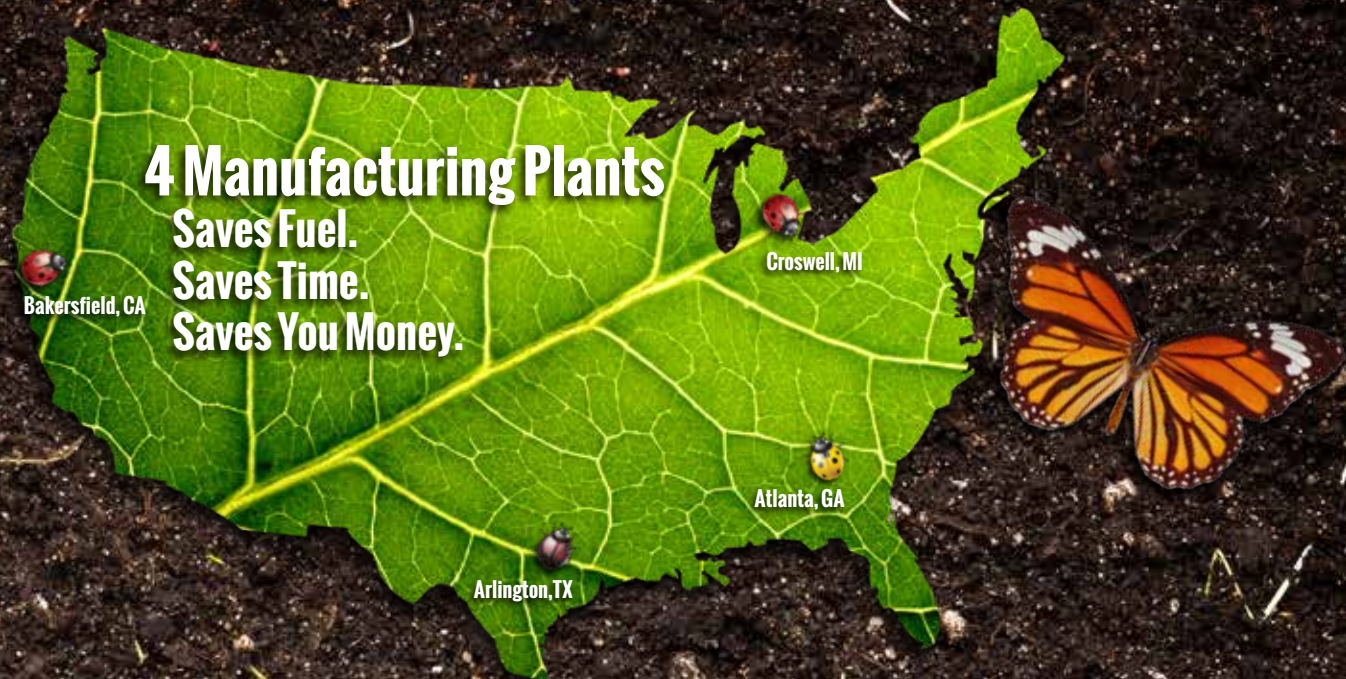 4 Manufacturing Plants
Saves Fuel.
Saves Time.
Saves You Money.
Croswell, MI
Bakersfield, CA
Atlanta, GA
Arlington,TX